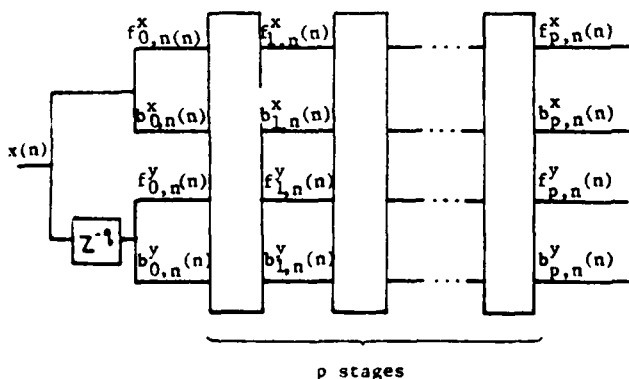 f^x_{0,n}(n) f^x_{1,n}(n) f^x_{p,n}(n)
b^x_{0,n}(n) b^x_{1,n}(n) b^x_{p,n}(n)
x(n)
f^y_{0,n}(n) f^y_{1,n}(n) f^y_{p,n}(n)
Z^{-q}
b^y_{0,n}(n) b^y_{1,n}(n) b^y_{p,n}(n)
p stages